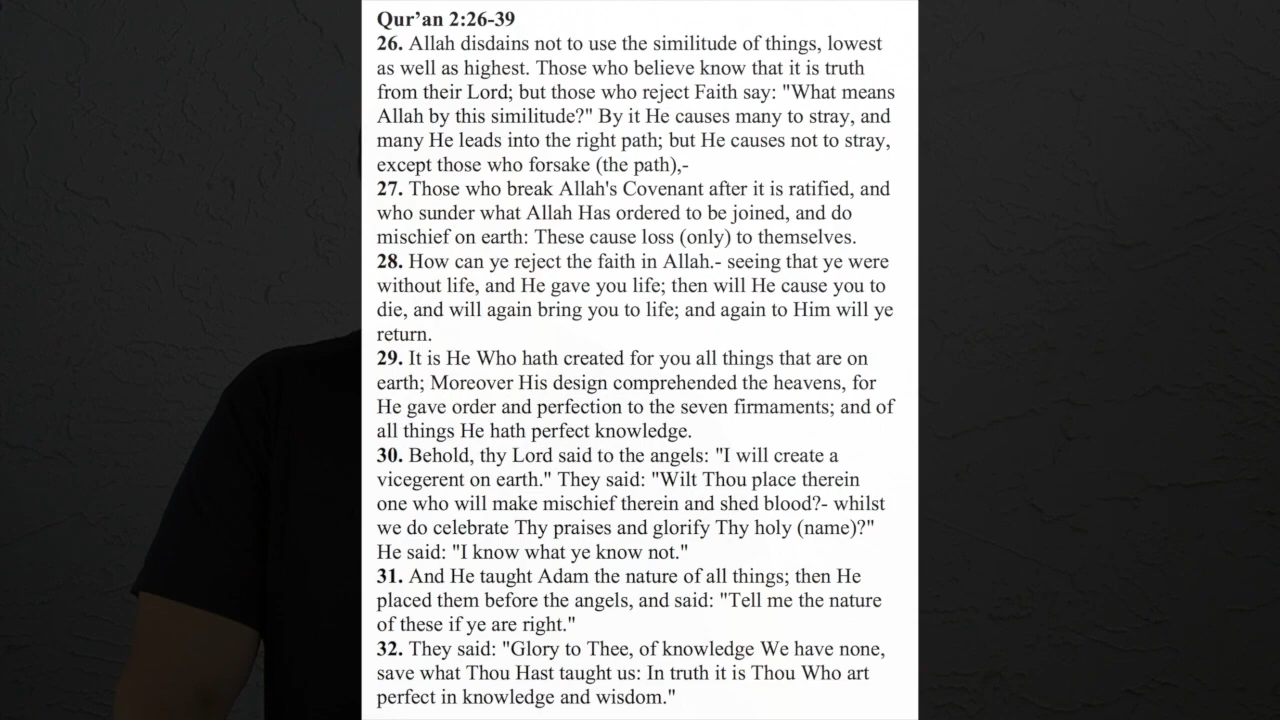 Qur’an 2:26-39
26. Allah disdains not to use the similitude of things, lowest
as well as highest. Those who believe know that it is truth
from their Lord; but those who reject Faith say: "What means
Allah by this similitude?" By it He causes many to stray, and
many He leads into the right path; but He causes not to stray,
except those who forsake (the path),-
27. Those who break Allah's Covenant after it is ratified, and
who sunder what Allah Has ordered to be joined, and do
mischief on earth: These cause loss (only) to themselves.
28. How can ye reject the faith in Allah.- seeing that ye were
without life, and He gave you life; then will He cause you to
die, and will again bring you to life; and again to Him will ye
return.
29. It is He Who hath created for you all things that are on
earth; Moreover His design comprehended the heavens, for
He gave order and perfection to the seven firmaments; and of
all things He hath perfect knowledge.
30. Behold, thy Lord said to the angels: "I will create a
vicegerent on earth." They said: "Wilt Thou place therein
one who will make mischief therein and shed blood?- whilst
we do celebrate Thy praises and glorify Thy holy (name)?"
He said: "I know what ye know not."
31. And He taught Adam the nature of all things; then He
placed them before the angels, and said: "Tell me the nature
of these if ye are right."
32. They said: "Glory to Thee, of knowledge We have none,
save what Thou Hast taught us: In truth it is Thou Who art
perfect in knowledge and wisdom."